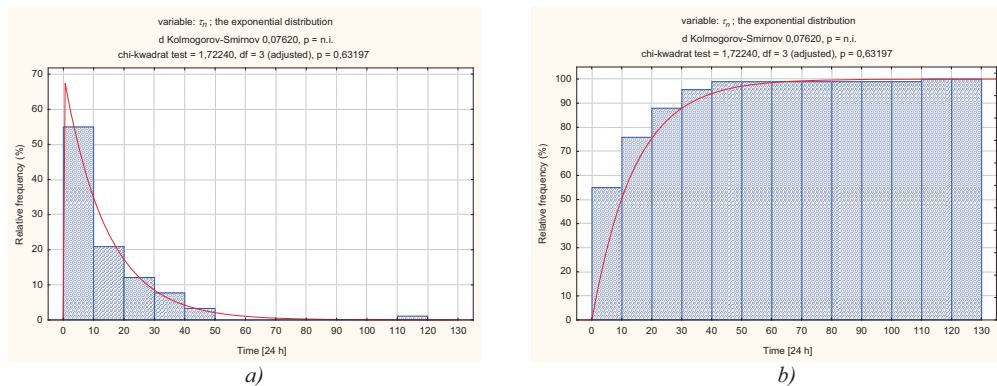 variable: τn ; the exponential distribution
d Kolmogorov-Smirnov 0,07620, p = n.i.
chi-kwadrat test = 1,72240, df = 3 (adjusted), p = 0,63197
70
60
50
40
30
20
10
0
Relative frequency (%)
0 10 20 30 40 50 60 70 80 90 100 110 120 130
Time [24 h]
a)
variable: τn ; the exponential distribution
d Kolmogorov-Smirnov 0,07620, p = n.i.
chi-kwadrat test = 1,72240, df = 3 (adjusted), p = 0,63197
100
90
80
70
60
50
40
30
20
10
0
Relative frequency (%)
0 10 20 30 40 50 60 70 80 90 100 110 120 130
Time [24 h]
b)